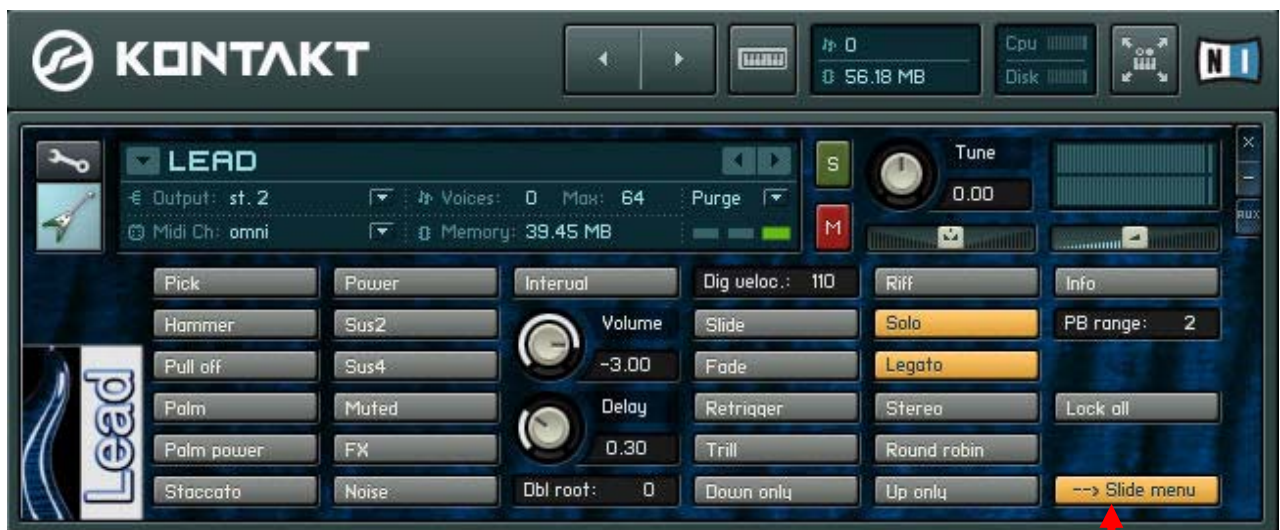 KONTAKT
0
56.18 MB
Cpu
Disk
NI
LEAD
S
Tune
0.00
×
–
AUX
Output: st. 2
Voices: 0 Max: 64
Purge
Midi Ch: omni
Memory: 39.45 MB
M
Pick
Power
Interval
Dig veloc.: 110
Riff
Info
Hammer
Sus2
Volume
-3.00
Slide
Solo
PB range: 2
Pull off
Sus4
Fade
Legato
Palm
Muted
Delay
0.30
Retrigger
Stereo
Lock all
Palm power
FX
Trill
Round robin
Staccato
Noise
Dbl root: 0
Down only
Up only
--> Slide menu
Lead